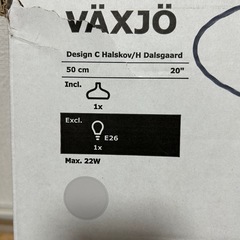 VÄXJÖ
Design C Halskov/H Dalsgaard
50 cm 20"
Incl.
1x
Excl.
E26
1x
Max. 22W